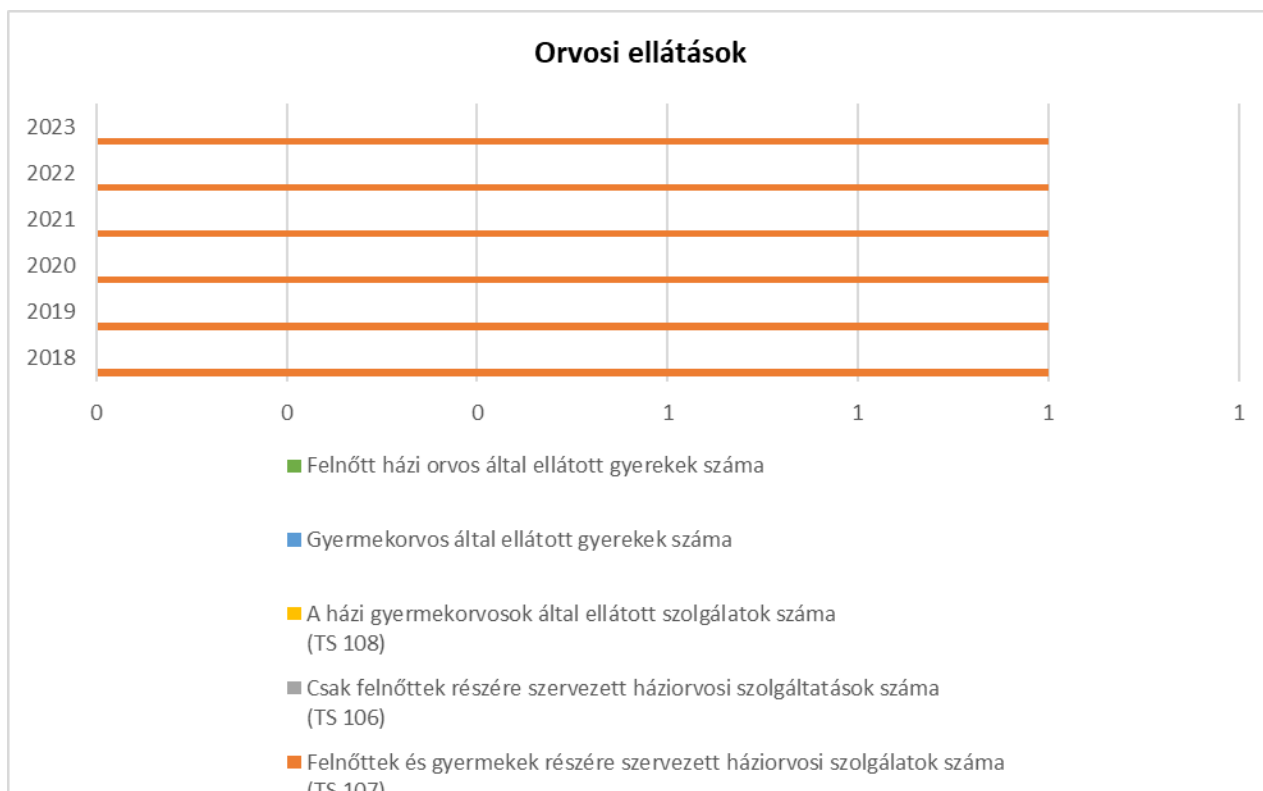 Orvosi ellátások
2023
2022
2021
2020
2019
2018
0 0 0 1 1 1 1
Felnőtt házi orvos által ellátott gyerekek száma
Gyermekorvos által ellátott gyerekek száma
A házi gyermekorvosok által ellátott szolgálatok száma
(TS 108)
Csak felnőttek részére szervezett háziorvosi szolgáltatások száma
(TS 106)
Felnőttek és gyermekek részére szervezett háziorvosi szolgálatok száma
(TS 107)